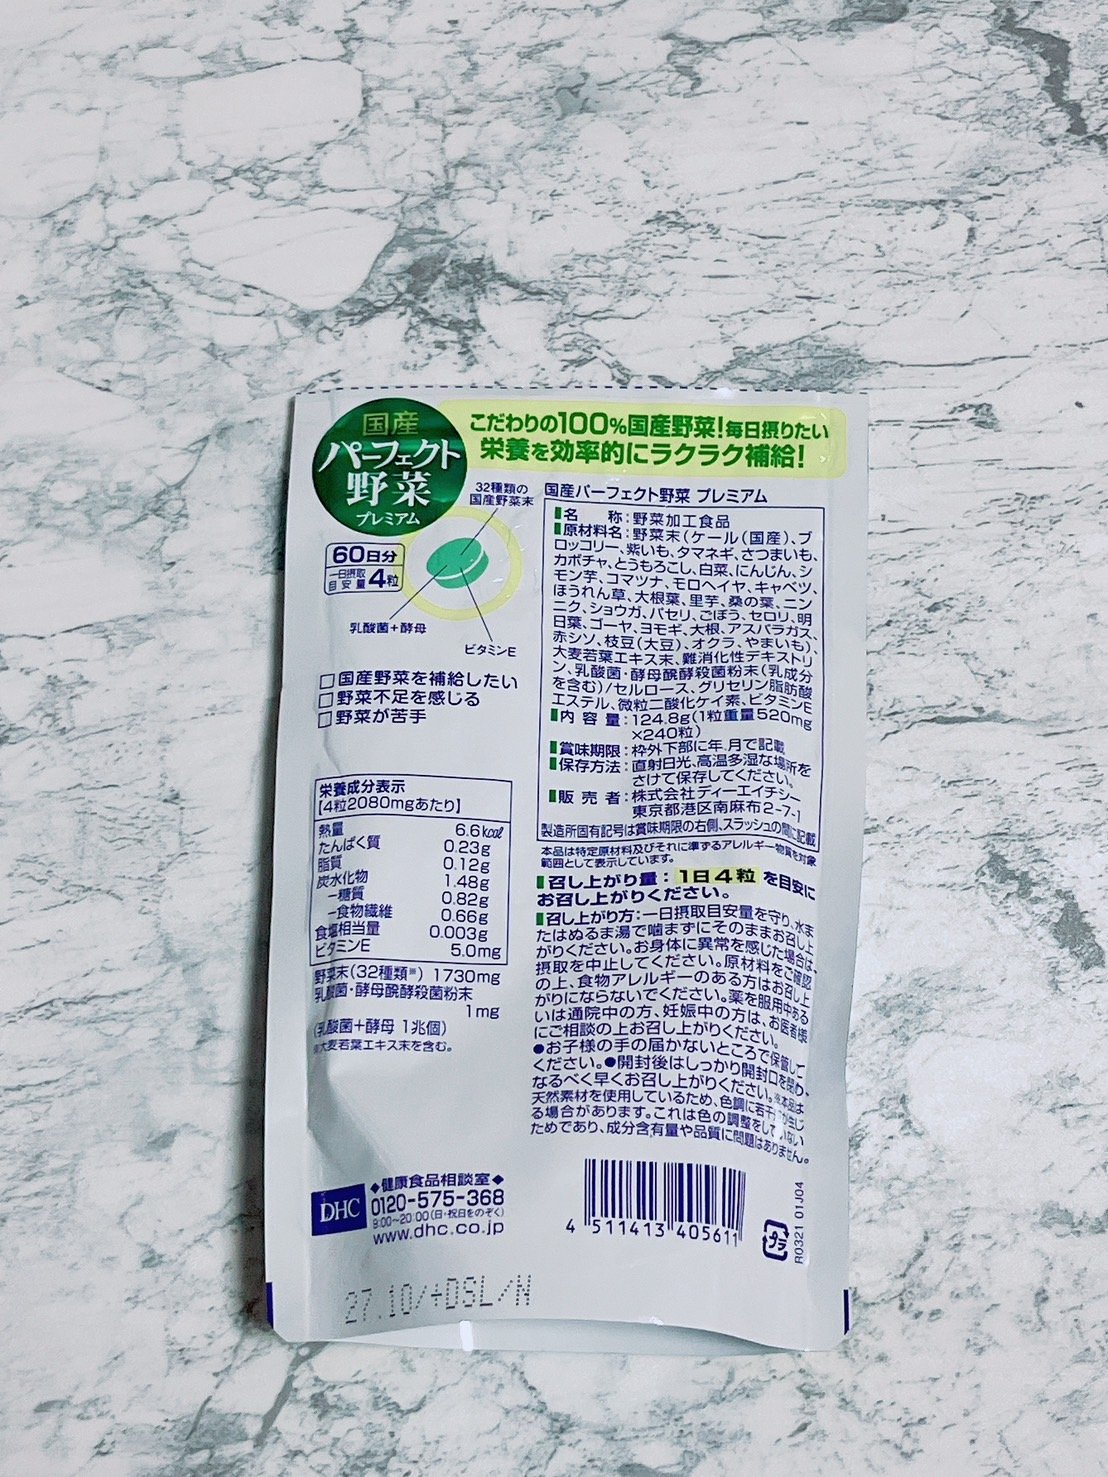 国産
パーフェクト
野菜
プレミアム
こだわりの100%国産野菜!毎日摂りたい
栄養を効率的にラクラク補給!
60日分
一日摂取
目安量 4粒
32種類の
国産野菜末
乳酸菌+酵母
ビタミンE
□国産野菜を補給したい
□野菜不足を感じる
□野菜が苦手
栄養成分表示
[4粒2080mgあたり]
熱量 6.6kcal
たんぱく質 0.23g
脂質 0.12g
炭水化物 1.48g
-糖質 0.82g
-食物繊維 0.66g
食塩相当量 0.003g
ビタミンE 5.0mg
野菜末(32種類※) 1730mg
乳酸菌・酵母醗酵殺菌粉末
1mg
(乳酸菌+酵母 1兆個)
※大麦若葉エキス末を含む。
国産パーフェクト野菜 プレミアム
名 称:野菜加工食品
原材料名:野菜末(ケール(国産)、ブ
ロッコリー、紫いも、タマネギ、さつまいも、
カボチャ、とうもろこし、白菜、にんじん、シ
モン芋、コマツナ、モロヘイヤ、キャベツ、
ほうれん草、大根葉、里芋、桑の葉、ニン
ニク、ショウガ、パセリ、ごぼう、セロリ、明
日葉、ゴーヤ、ヨモギ、大根、アスパラガス、
赤シソ、枝豆(大豆)、オクラ、やまいも)、
大麦若葉エキス末、難消化性デキストリ
ン、乳酸菌・酵母醗酵殺菌粉末(乳成分
を含む)/セルロース、グリセリン脂肪酸
エステル、微粒二酸化ケイ素、ビタミンE
内 容 量:124.8g(1粒重量520mg
×240粒)
賞味期限:枠外下部に年、月で記載
保存方法:直射日光、高温多湿な場所を
さけて保存してください。
販 売 者:株式会社ディーエイチシー
東京都港区南麻布2-7-1
製造所固有記号は賞味期限の右側、スラッシュの間に記載
本品は特定原材料及びそれに準ずるアレルギー物質を対象
範囲として表示しています。
召し上がり量:1日4粒を目安に
お召し上がりください。
召し上がり方:一日摂取目安量を守り、水ま
たはぬるま湯で噛まずにそのままお召し上
がりください。お身体に異常を感じた場合は、
摂取を中止してください。原材料をご確認
の上、食物アレルギーのある方はお召し上
がりにならないでください。薬を服用中ある
いは通院中の方、妊娠中の方は、お医者様
にご相談の上お召し上がりください。
●お子様の手の届かないところで保管して
ください。●開封後はしっかり開封口を閉め、
なるべく早くお召し上がりください。※本品は
天然素材を使用しているため、色調に若干差が生じ
る場合があります。これは色の調整をしていない
ためであり、成分含有量や品質に問題はありません。
DHC
◆健康食品相談室◆
0120-575-368
9:00~20:00(日・祝日をのぞく)
www.dhc.co.jp
4 511413 405611
プラ
R0321 01J04
27.10/+DSL/N